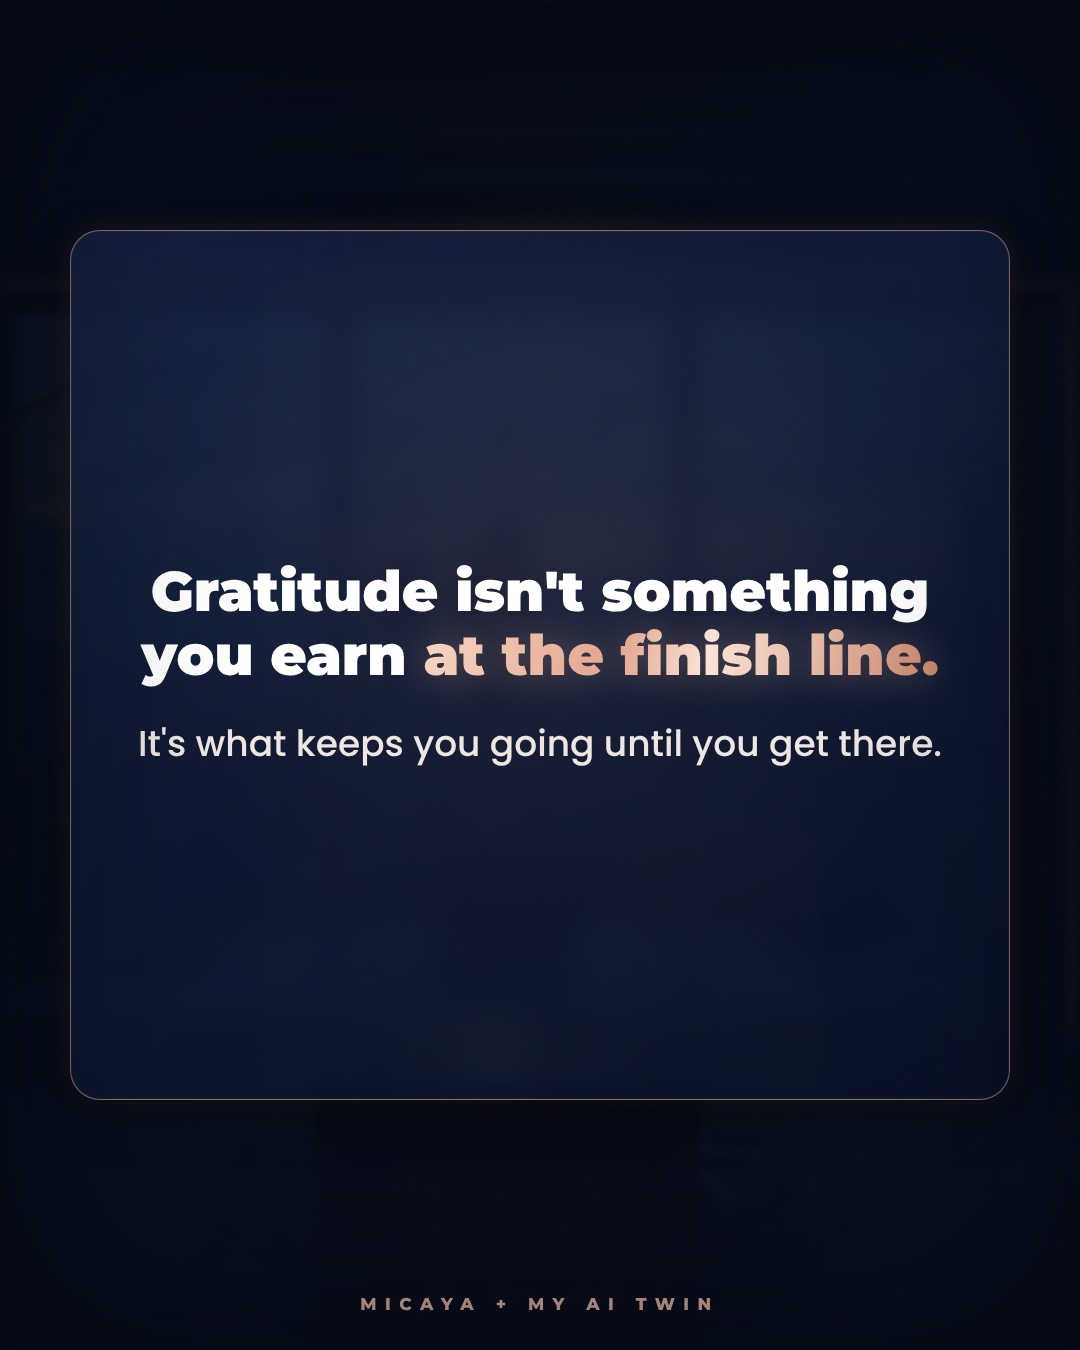 Gratitude isn't something
you earn at the finish line.
It's what keeps you going until you get there.
MICAYA + MY AI TWIN